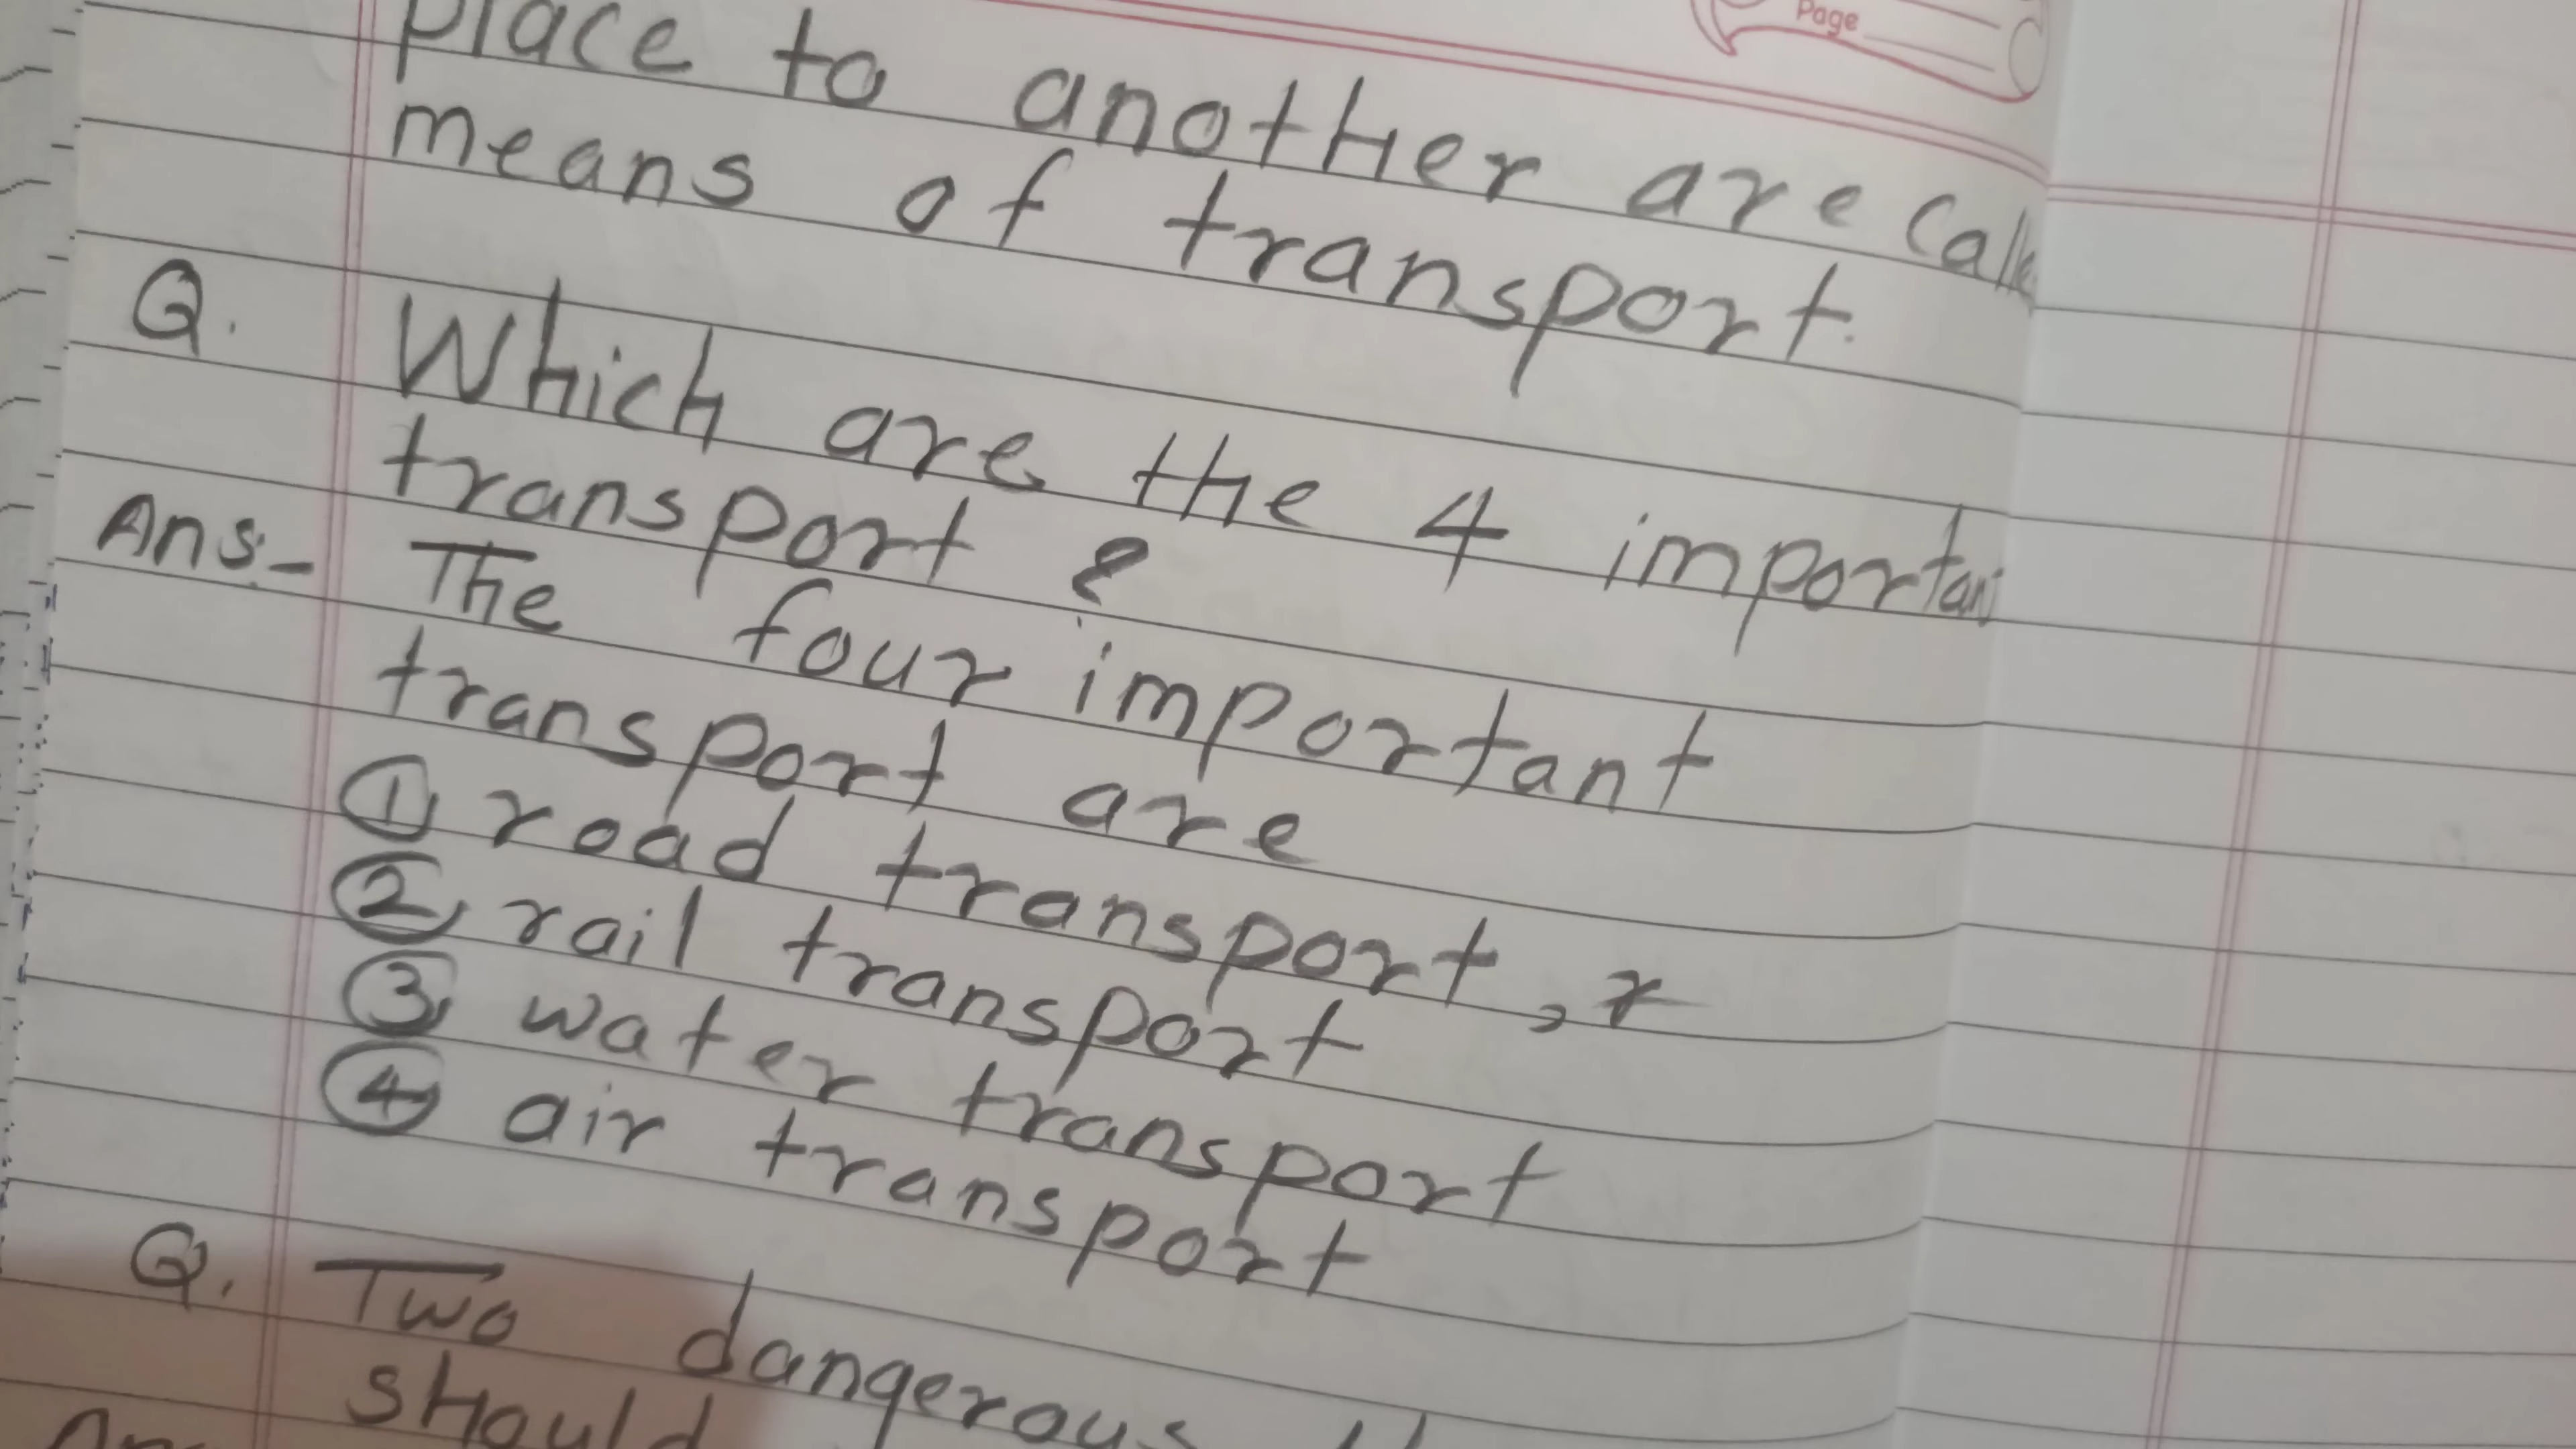 Page
place to another are calle
means of transport.
Q. Which are the 4 importan
transport ?
Ans:- The four important
transport are
① road transport, r
② rail transport
③ water transport
④ air transport
Q. Two dangerous
should